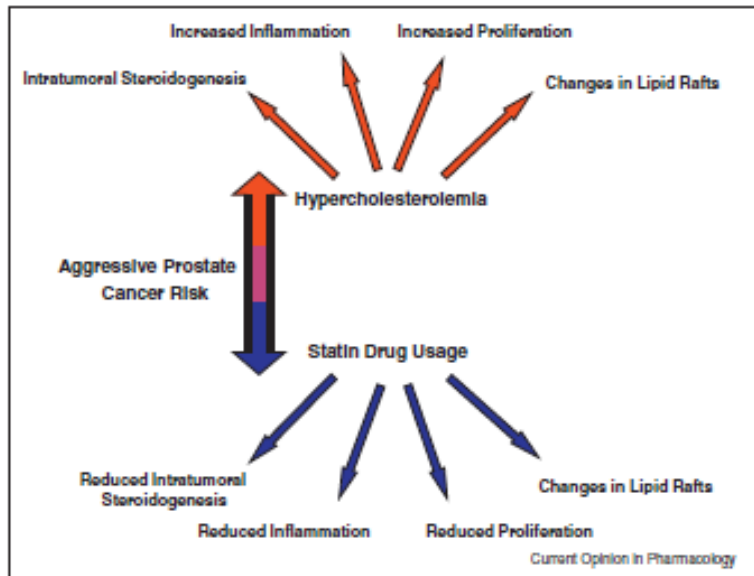 Increased Inflammation
Increased Proliferation
Intratumoral Steroidogenesis
Changes in Lipid Rafts
Hypercholesterolemia
Aggressive Prostate
Cancer Risk
Statin Drug Usage
Reduced Intratumoral
Steroidogenesis
Changes in Lipid Rafts
Reduced Inflammation
Reduced Proliferation
Current Opinion in Pharmacology